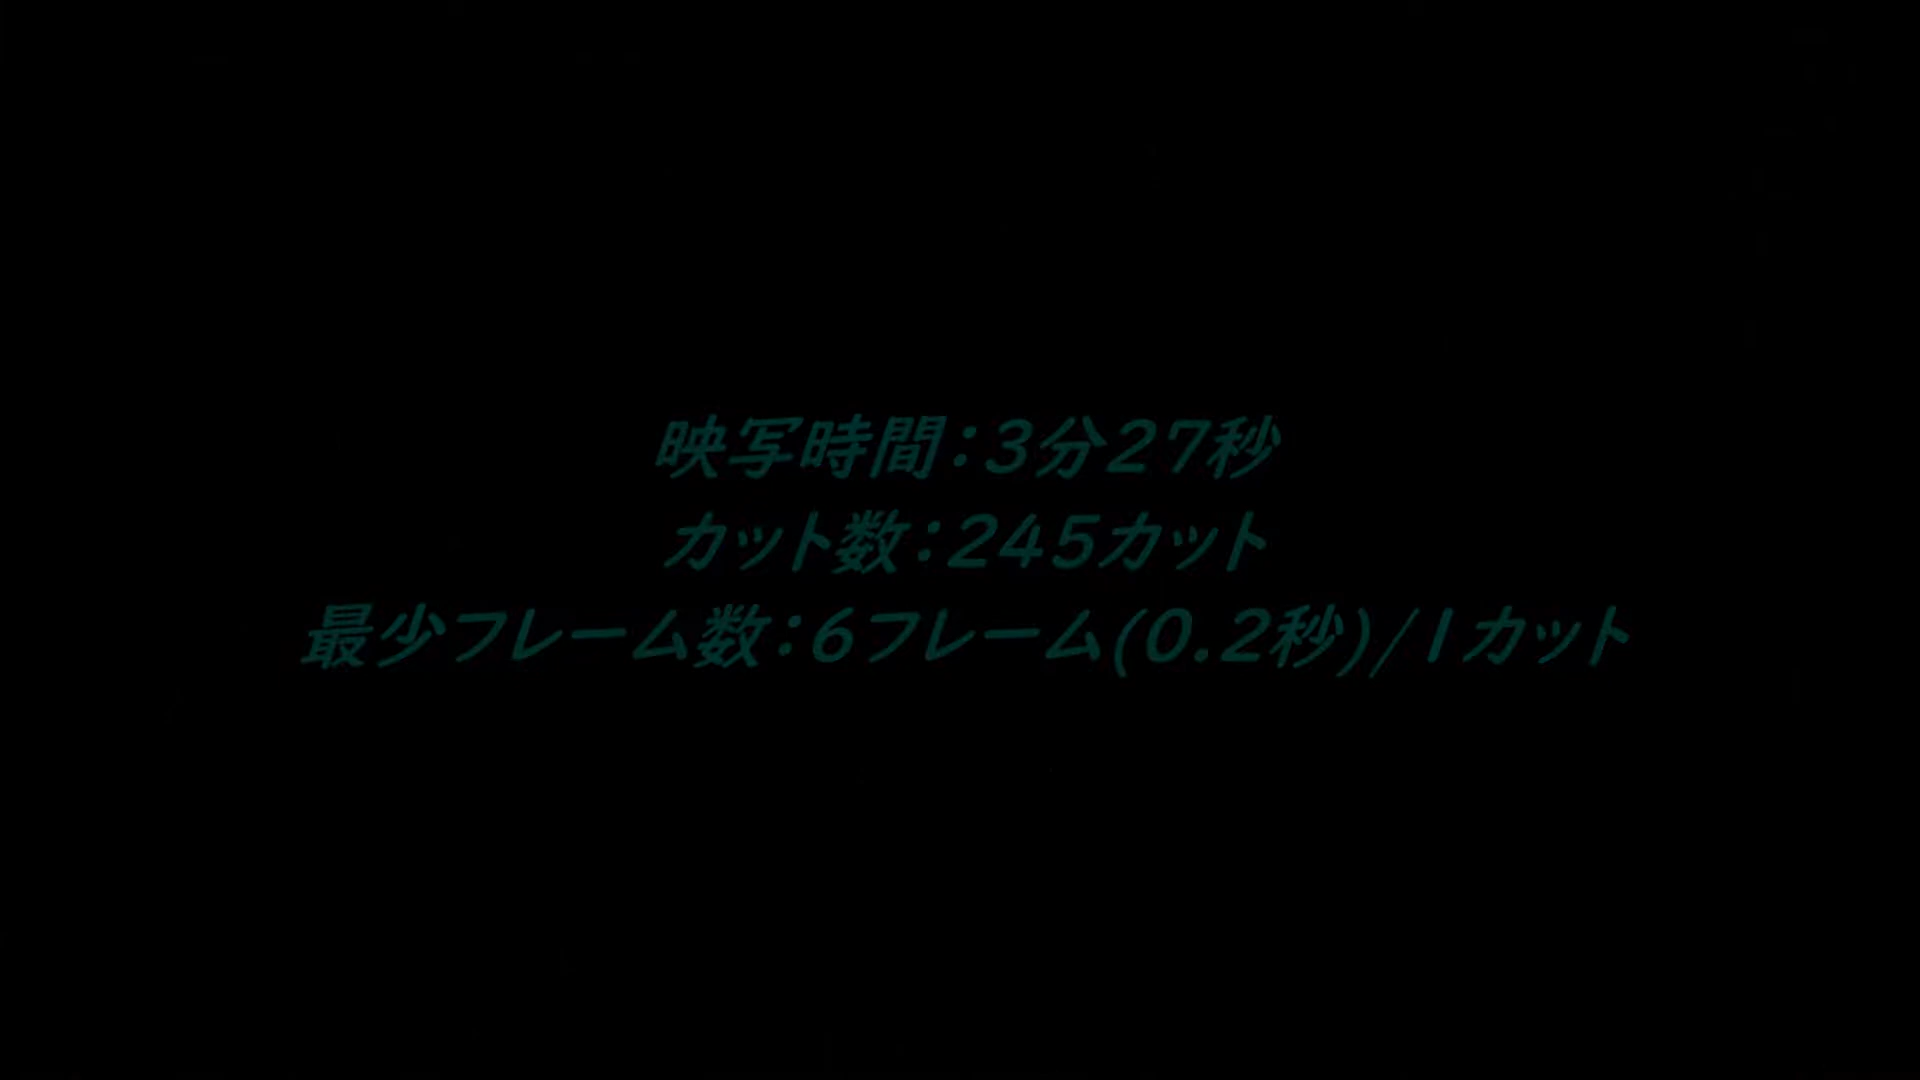 映写時間：3分27秒
カット数：245カット
最少フレーム数：6フレーム(0.2秒)/1カット